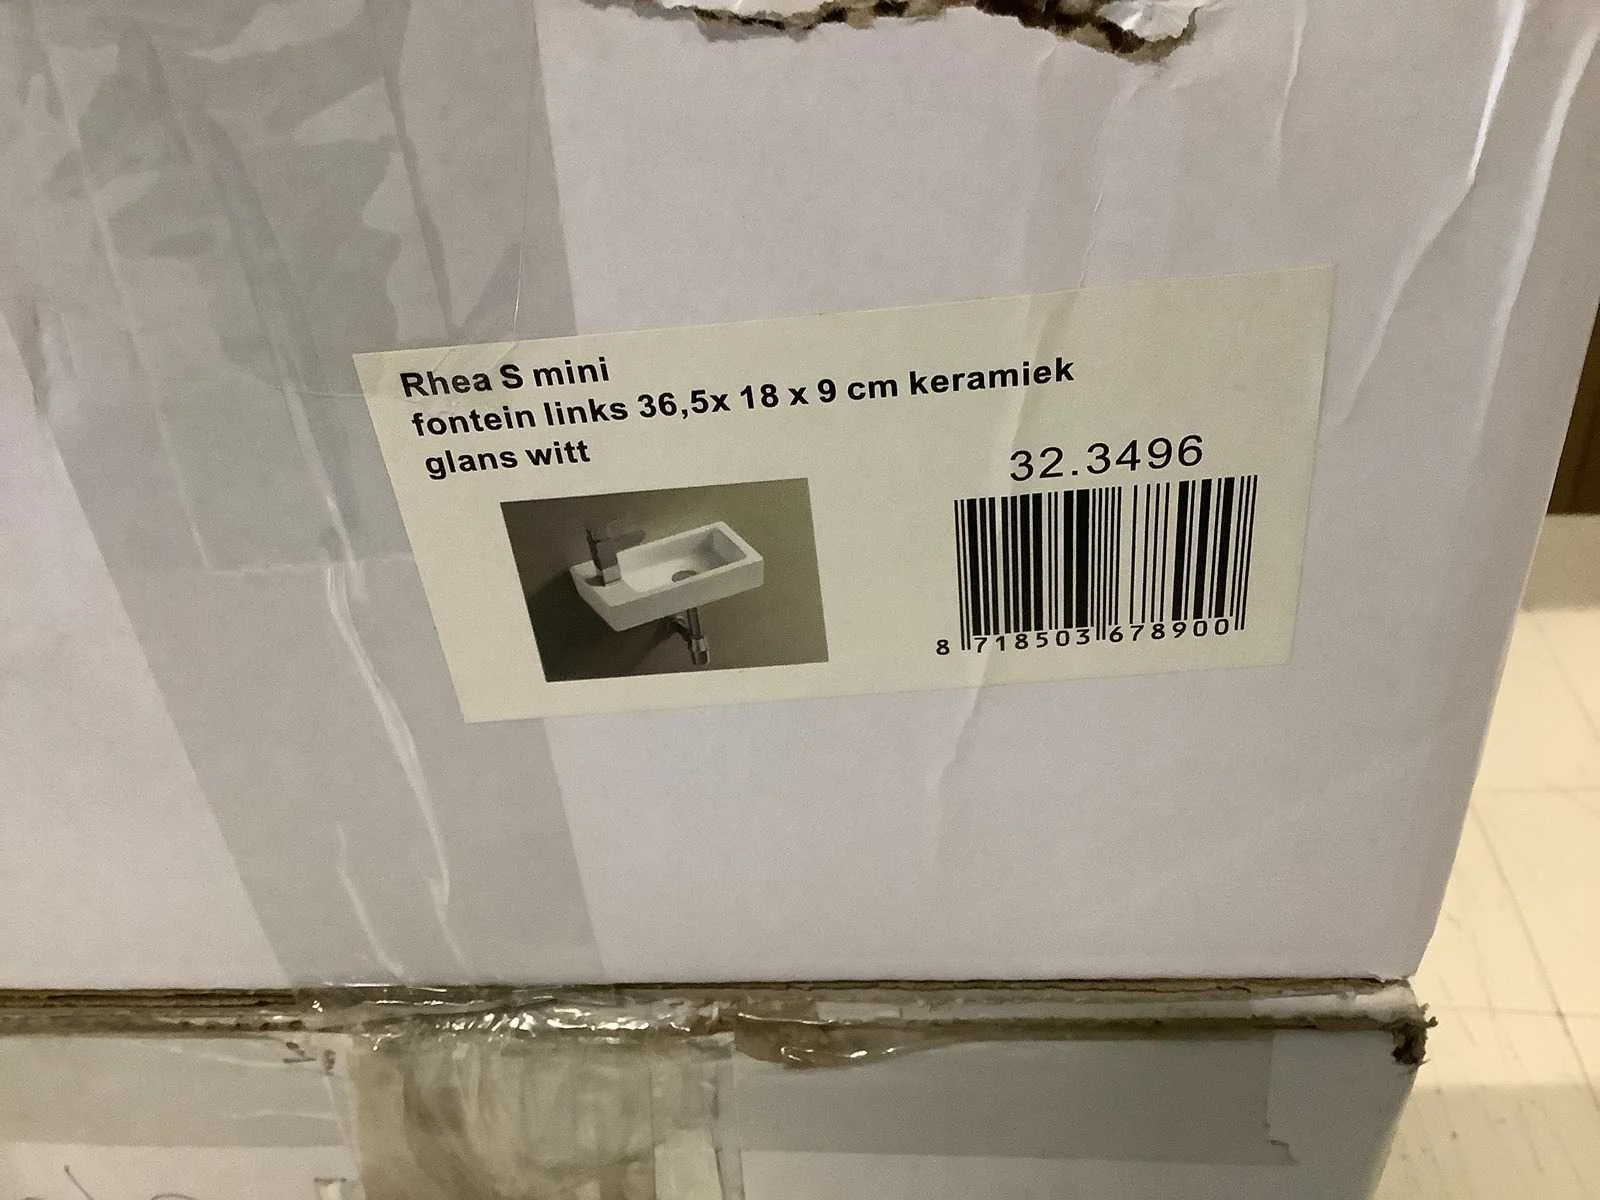 Rhea S mini
fontein links 36,5x 18 x 9 cm keramiek
glans witt
32.3496
8 718503 678900